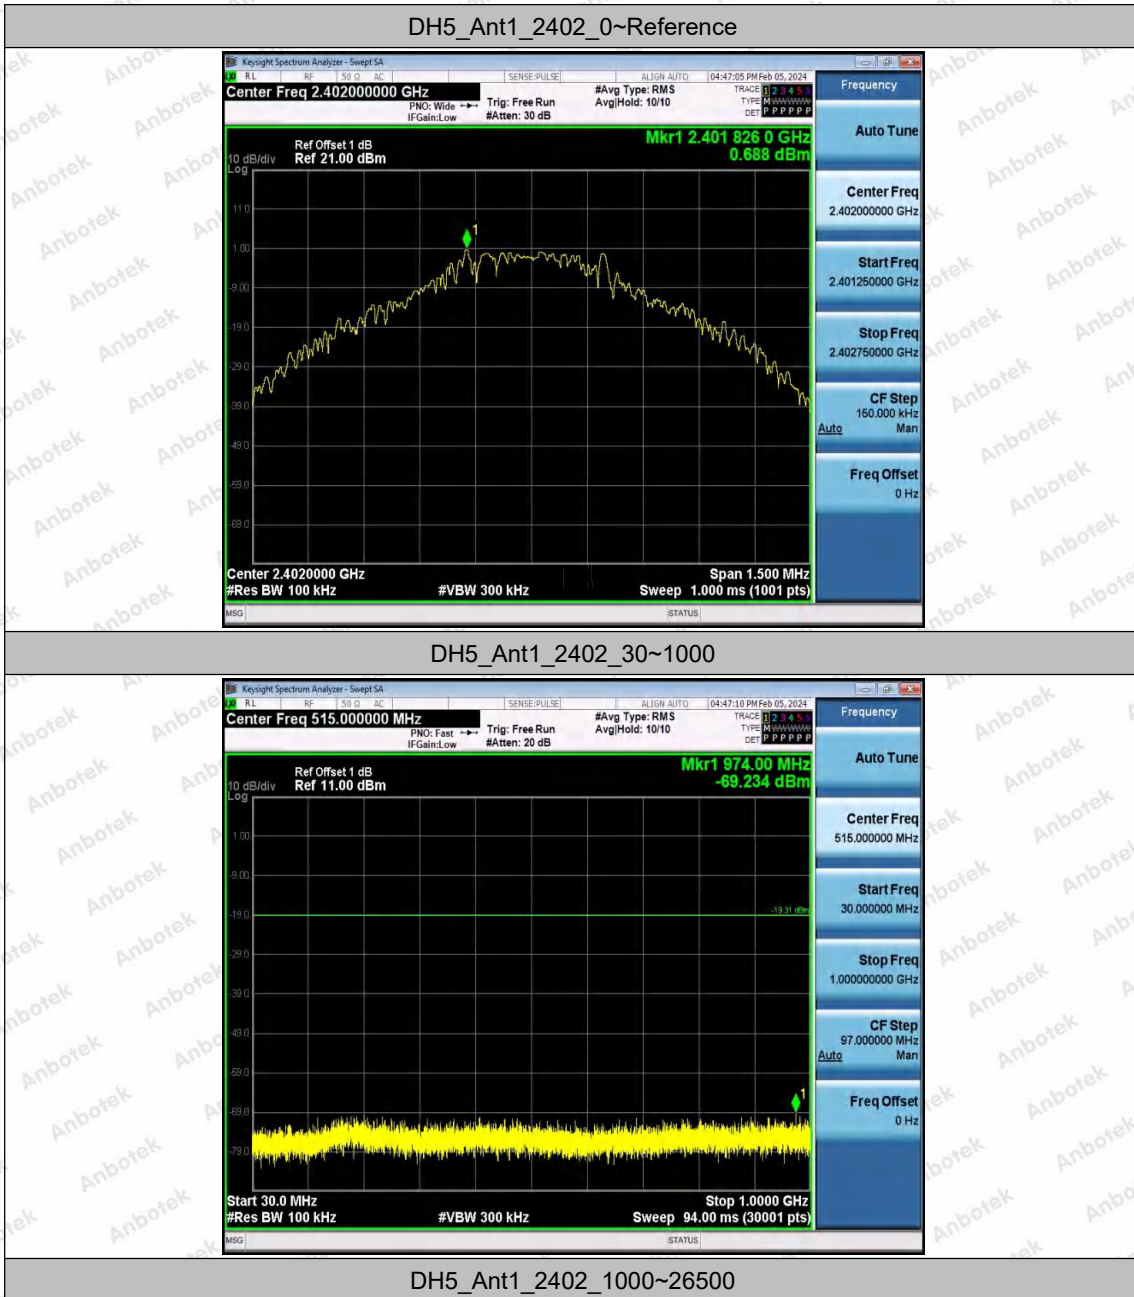 DH5_Ant1_2402_0~Reference
Keysight Spectrum Analyzer - Swept SA
RL RF 50 Ω AC SENSE:PULSE ALIGN AUTO 04:47:05 PM Feb 05, 2024
Center Freq 2.402000000 GHz
PNO: Wide
IFGain:Low
Trig: Free Run
#Atten: 30 dB
#Avg Type: RMS
Avg|Hold: 10/10
TRACE 1 2 3 4 5
TYPE M
DET P P P P P P
Ref Offset 1 dB
10 dB/div Ref 21.00 dBm
Log
Mkr1 2.401 826 0 GHz
0.688 dBm
1
11.0
1.00
-9.00
-19.0
-29.0
-39.0
-49.0
-59.0
-69.0
Center 2.4020000 GHz Span 1.500 MHz
#Res BW 100 kHz #VBW 300 kHz Sweep 1.000 ms (1001 pts)
MSG STATUS
Frequency
Auto Tune
Center Freq
2.402000000 GHz
Start Freq
2.401250000 GHz
Stop Freq
2.402750000 GHz
CF Step
150.000 kHz
Auto Man
Freq Offset
0 Hz
DH5_Ant1_2402_30~1000
Keysight Spectrum Analyzer - Swept SA
RL RF 50 Ω AC SENSE:PULSE ALIGN AUTO 04:47:10 PM Feb 05, 2024
Center Freq 515.000000 MHz
PNO: Fast
IFGain:Low
Trig: Free Run
#Atten: 20 dB
#Avg Type: RMS
Avg|Hold: 10/10
TRACE 1 2 3 4 5
TYPE M
DET P P P P P P
Ref Offset 1 dB
10 dB/div Ref 11.00 dBm
Log
Mkr1 974.00 MHz
-69.234 dBm
1.00
-9.00
-19.0
-19.31 dBm
-29.0
-39.0
-49.0
-59.0
-69.0
1
-79.0
Start 30.0 MHz Stop 1.0000 GHz
#Res BW 100 kHz #VBW 300 kHz Sweep 94.00 ms (30001 pts)
MSG STATUS
Frequency
Auto Tune
Center Freq
515.000000 MHz
Start Freq
30.000000 MHz
Stop Freq
1.000000000 GHz
CF Step
97.000000 MHz
Auto Man
Freq Offset
0 Hz
DH5_Ant1_2402_1000~26500
Anbotek